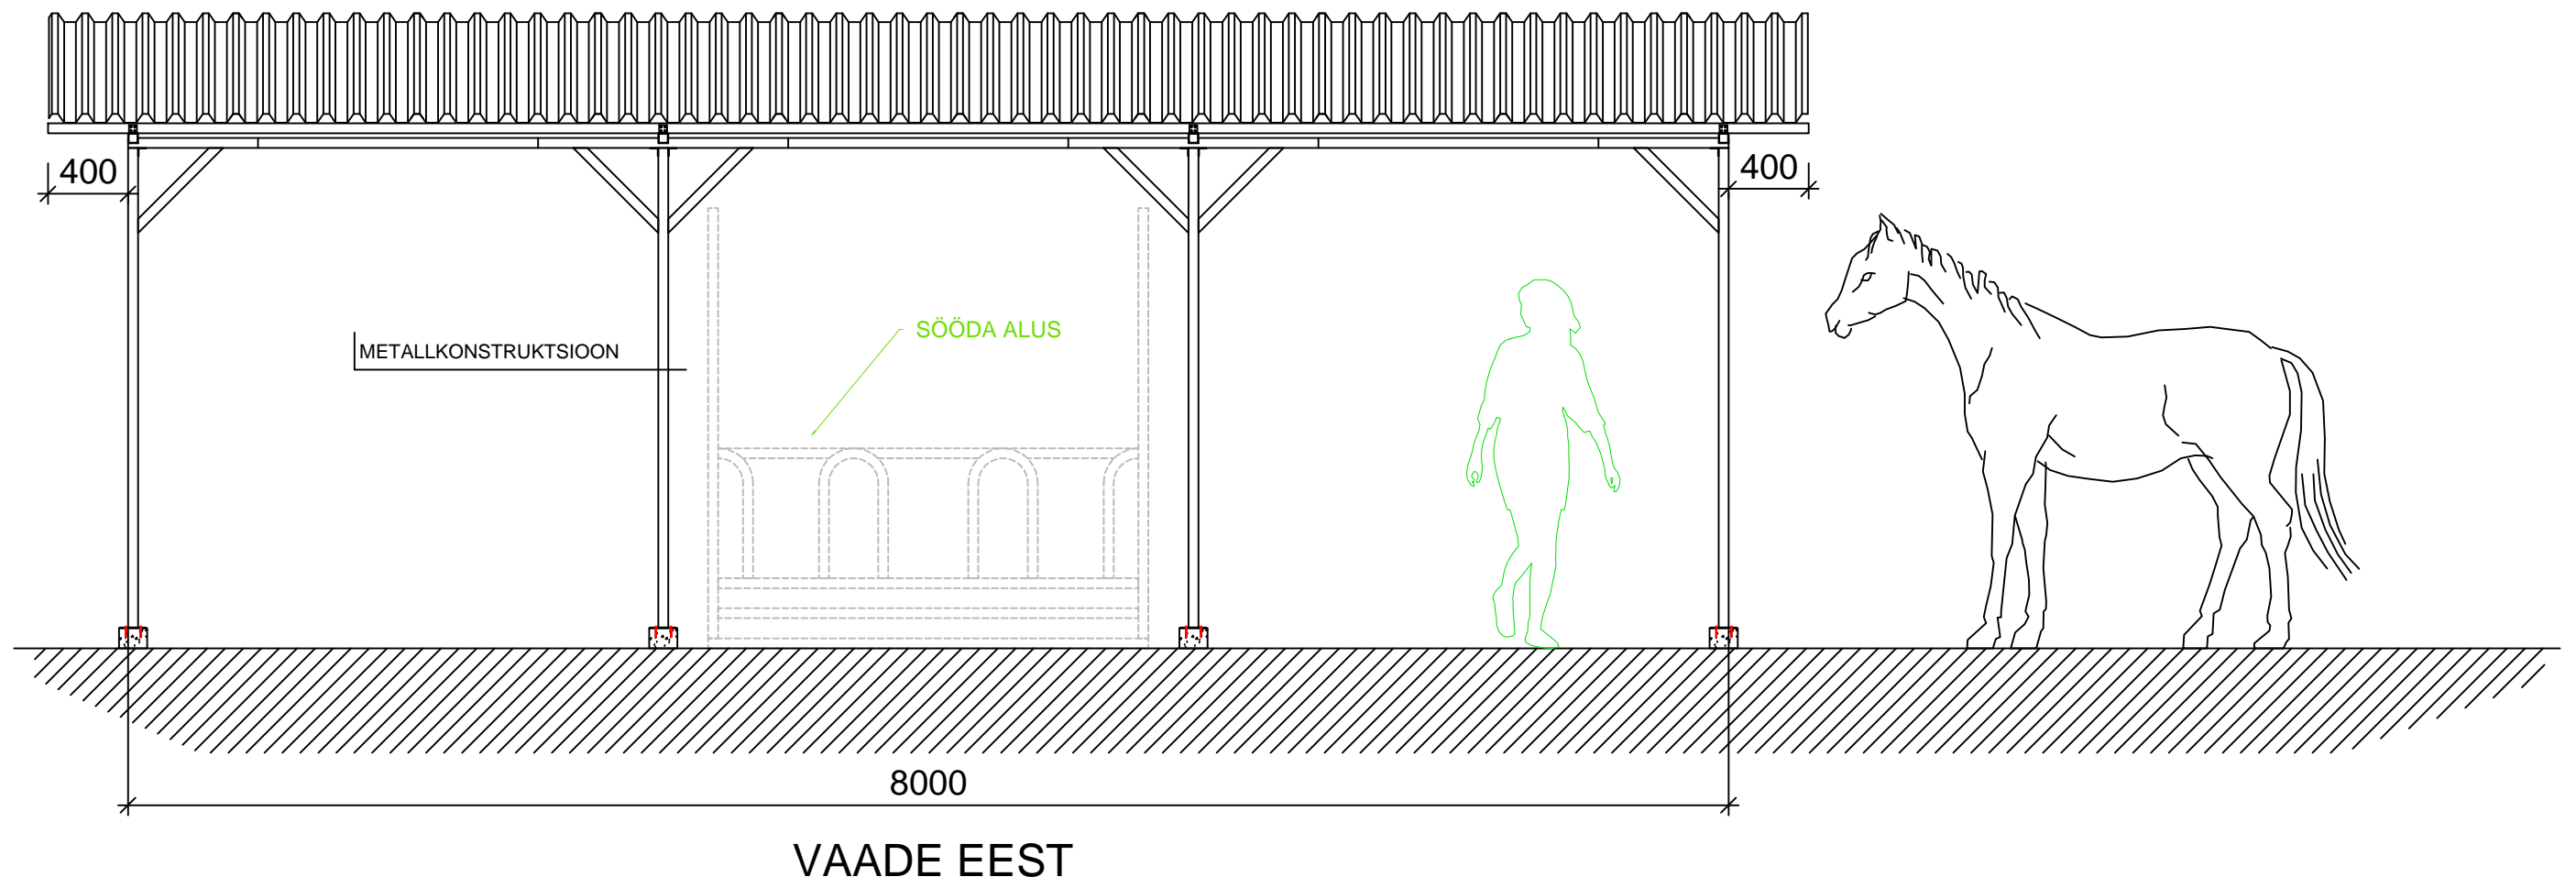 400
400
SÖÖDA ALUS
METALLKONSTRUKTSIOON
8000
VAADE EEST